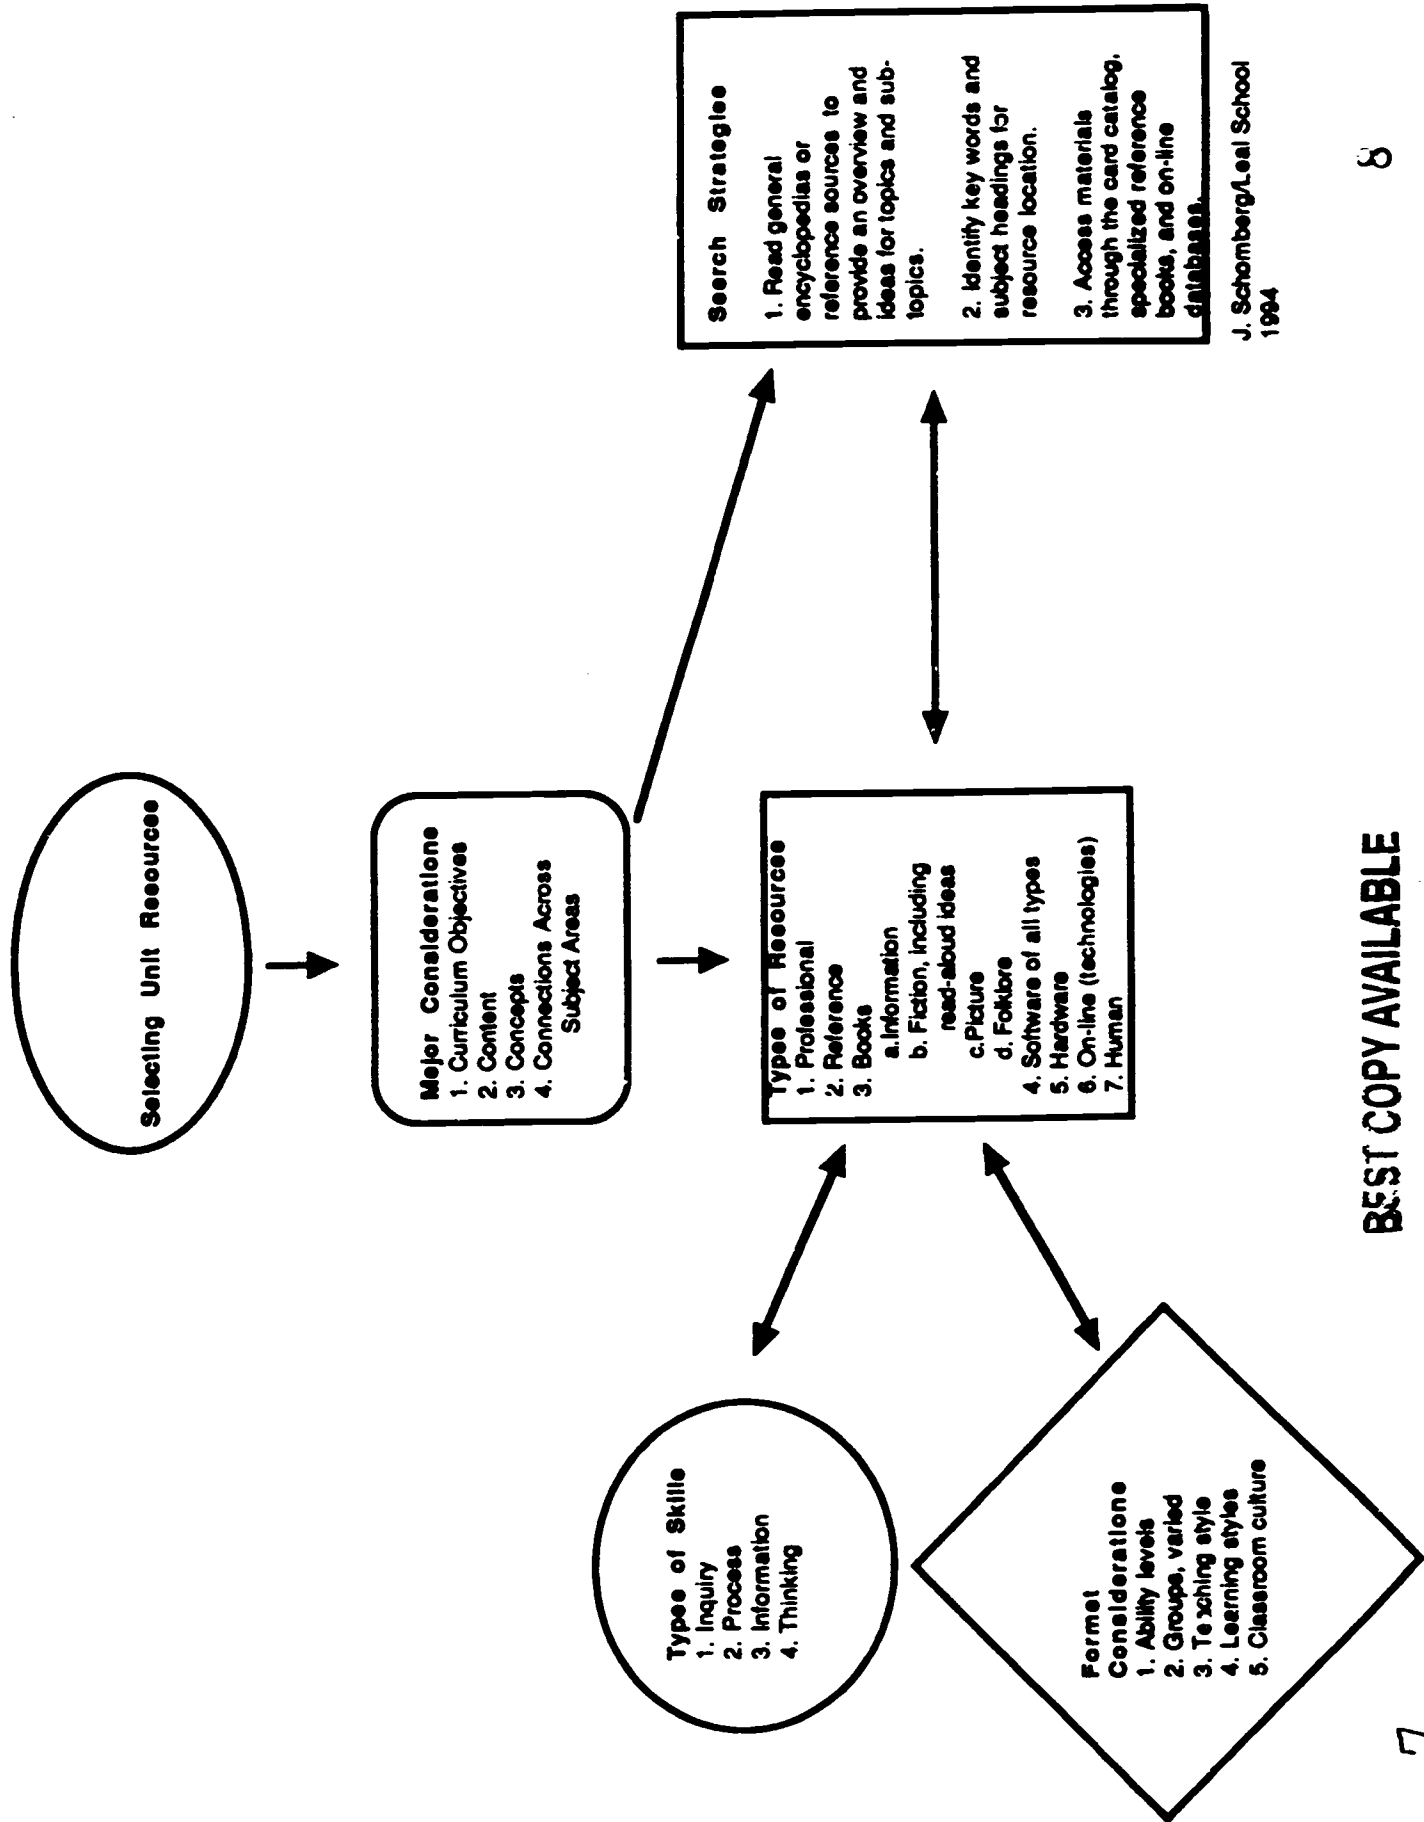 Selecting Unit Resources
Major Considerations
1. Curriculum Objectives
2. Content
3. Concepts
4. Connections Across
Subject Areas
Types of Resources
1. Professional
2. Reference
3. Books
a. Information
b. Fiction, including
read-aloud ideas
c. Picture
d. Folklore
4. Software of all types
5. Hardware
6. On-line (technologies)
7. Human
Search Strategies
1. Read general
encyclopedias or
reference sources to
provide an overview and
ideas for topics and sub-
topics.
2. Identify key words and
subject headings for
resource location.
3. Access materials
through the card catalog,
specialized reference
books, and on-line
databases.
J. Schomberg/Leal School
1994
Types of Skills
1. Inquiry
2. Process
3. Information
4. Thinking
Format
Considerations
1. Ability levels
2. Groups, varied
3. Teaching style
4. Learning styles
5. Classroom culture
BEST COPY AVAILABLE
7
8